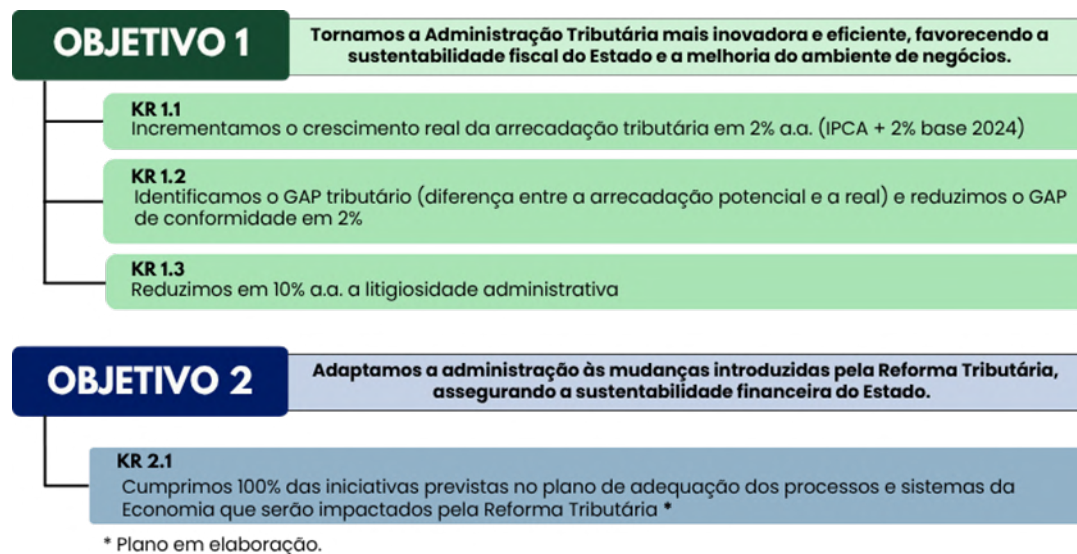 OBJETIVO 1
Tornamos a Administração Tributária mais inovadora e eficiente, favorecendo a
sustentabilidade fiscal do Estado e a melhoria do ambiente de negócios.
KR 1.1
Incrementamos o crescimento real da arrecadação tributária em 2% a.a. (IPCA + 2% base 2024)
KR 1.2
Identificamos o GAP tributário (diferença entre a arrecadação potencial e a real) e reduzimos o GAP
de conformidade em 2%
KR 1.3
Reduzimos em 10% a.a. a litigiosidade administrativa
OBJETIVO 2
Adaptamos a administração às mudanças introduzidas pela Reforma Tributária,
assegurando a sustentabilidade financeira do Estado.
KR 2.1
Cumprimos 100% das iniciativas previstas no plano de adequação dos processos e sistemas da
Economia que serão impactados pela Reforma Tributária *
* Plano em elaboração.